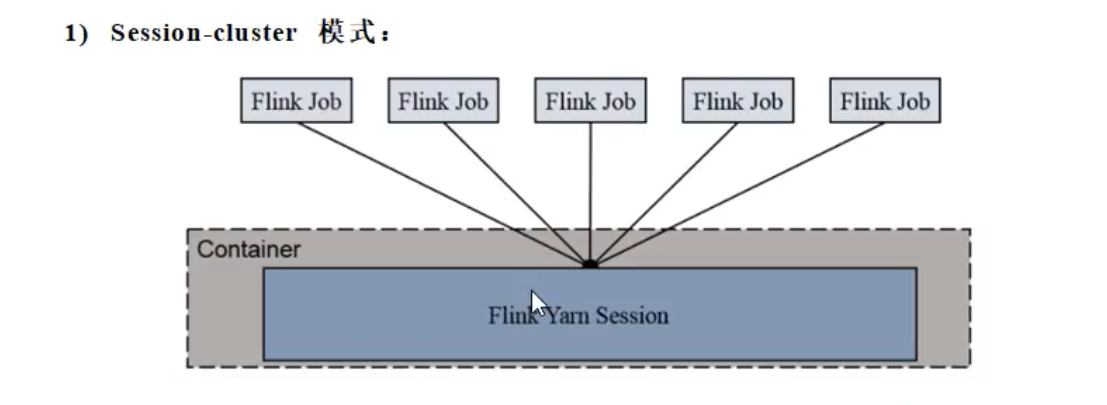 1) Session-cluster 模式：
Flink Job Flink Job Flink Job Flink Job Flink Job
Container
Flink Yarn Session